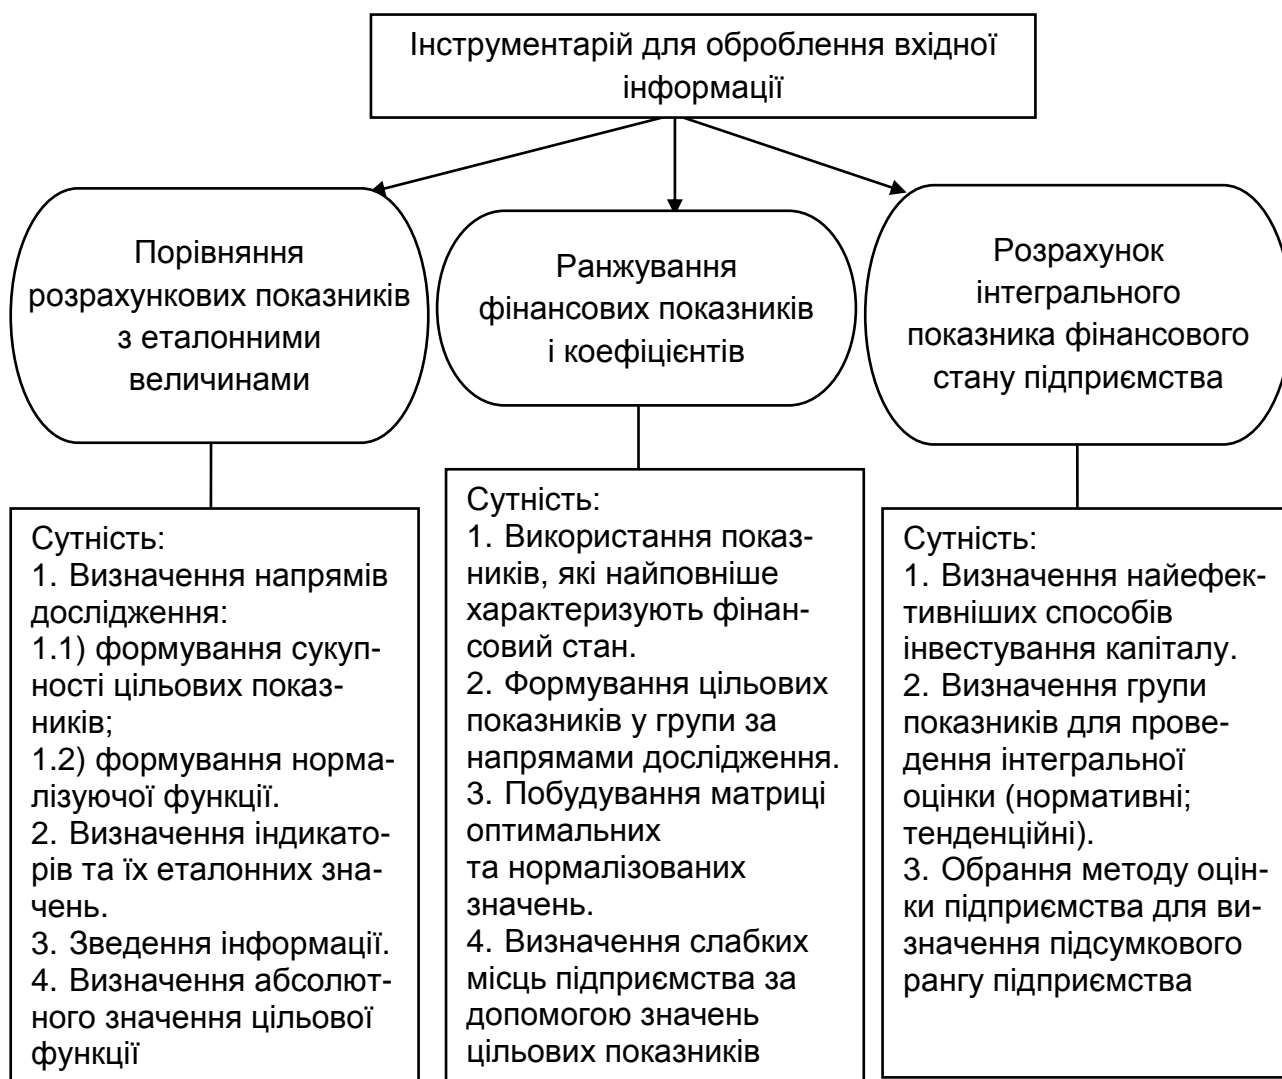 Інструментарій для оброблення вхідної
інформації
Порівняння
розрахункових показників
з еталонними
величинами
Ранжування
фінансових показників
і коефіцієнтів
Розрахунок
інтегрального
показника фінансового
стану підприємства
Сутність:
1. Визначення напрямів
дослідження:
1.1) формування сукуп-
ності цільових показ-
ників;
1.2) формування норма-
лізуючої функції.
2. Визначення індикато-
рів та їх еталонних зна-
чень.
3. Зведення інформації.
4. Визначення абсолют-
ного значення цільової
функції
Сутність:
1. Використання показ-
ників, які найповніше
характеризують фінан-
совий стан.
2. Формування цільових
показників у групи за
напрямами дослідження.
3. Побудування матриці
оптимальних
та нормалізованих
значень.
4. Визначення слабких
місць підприємства за
допомогою значень
цільових показників
Сутність:
1. Визначення найефек-
тивніших способів
інвестування капіталу.
2. Визначення групи
показників для прове-
дення інтегральної
оцінки (нормативні;
тенденційні).
3. Обрання методу оцін-
ки підприємства для ви-
значення підсумкового
рангу підприємства